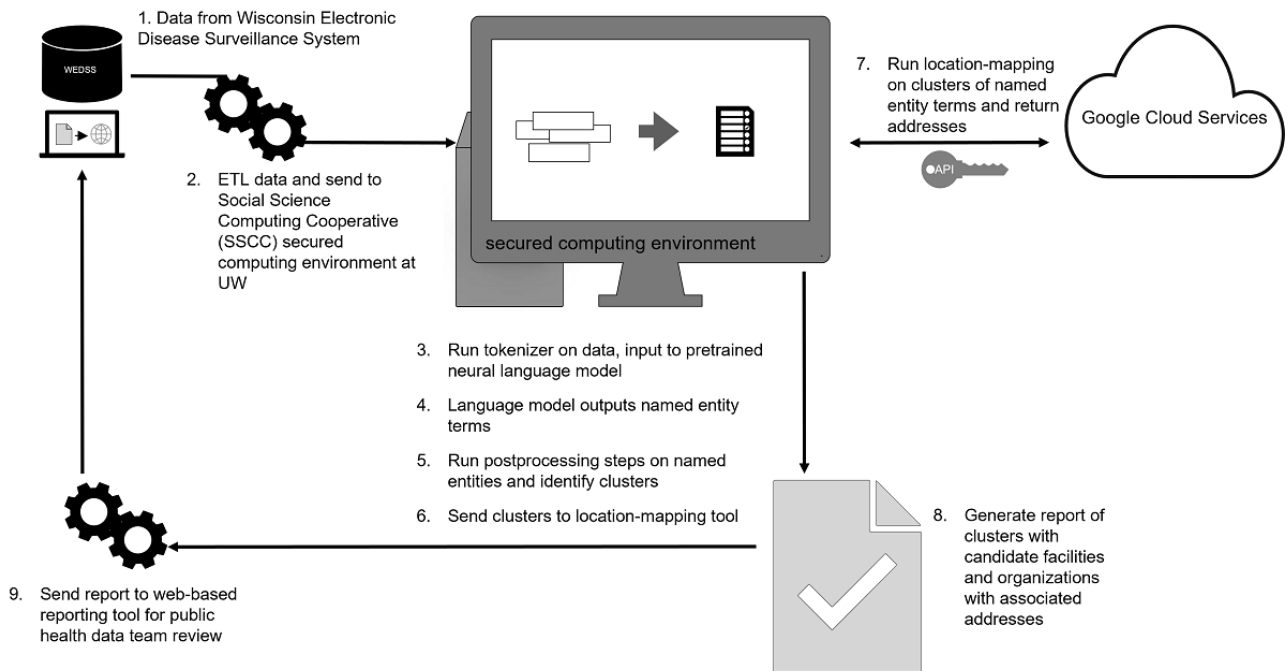 1. Data from Wisconsin Electronic
Disease Surveillance System
WEDSS
2. ETL data and send to
Social Science
Computing Cooperative
(SSCC) secured
computing environment at
UW
secured computing environment
7. Run location-mapping
on clusters of named
entity terms and return
addresses
API
Google Cloud Services
3. Run tokenizer on data, input to pretrained
neural language model
4. Language model outputs named entity
terms
5. Run postprocessing steps on named
entities and identify clusters
6. Send clusters to location-mapping tool
8. Generate report of
clusters with
candidate facilities
and organizations
with associated
addresses
9. Send report to web-based
reporting tool for public
health data team review